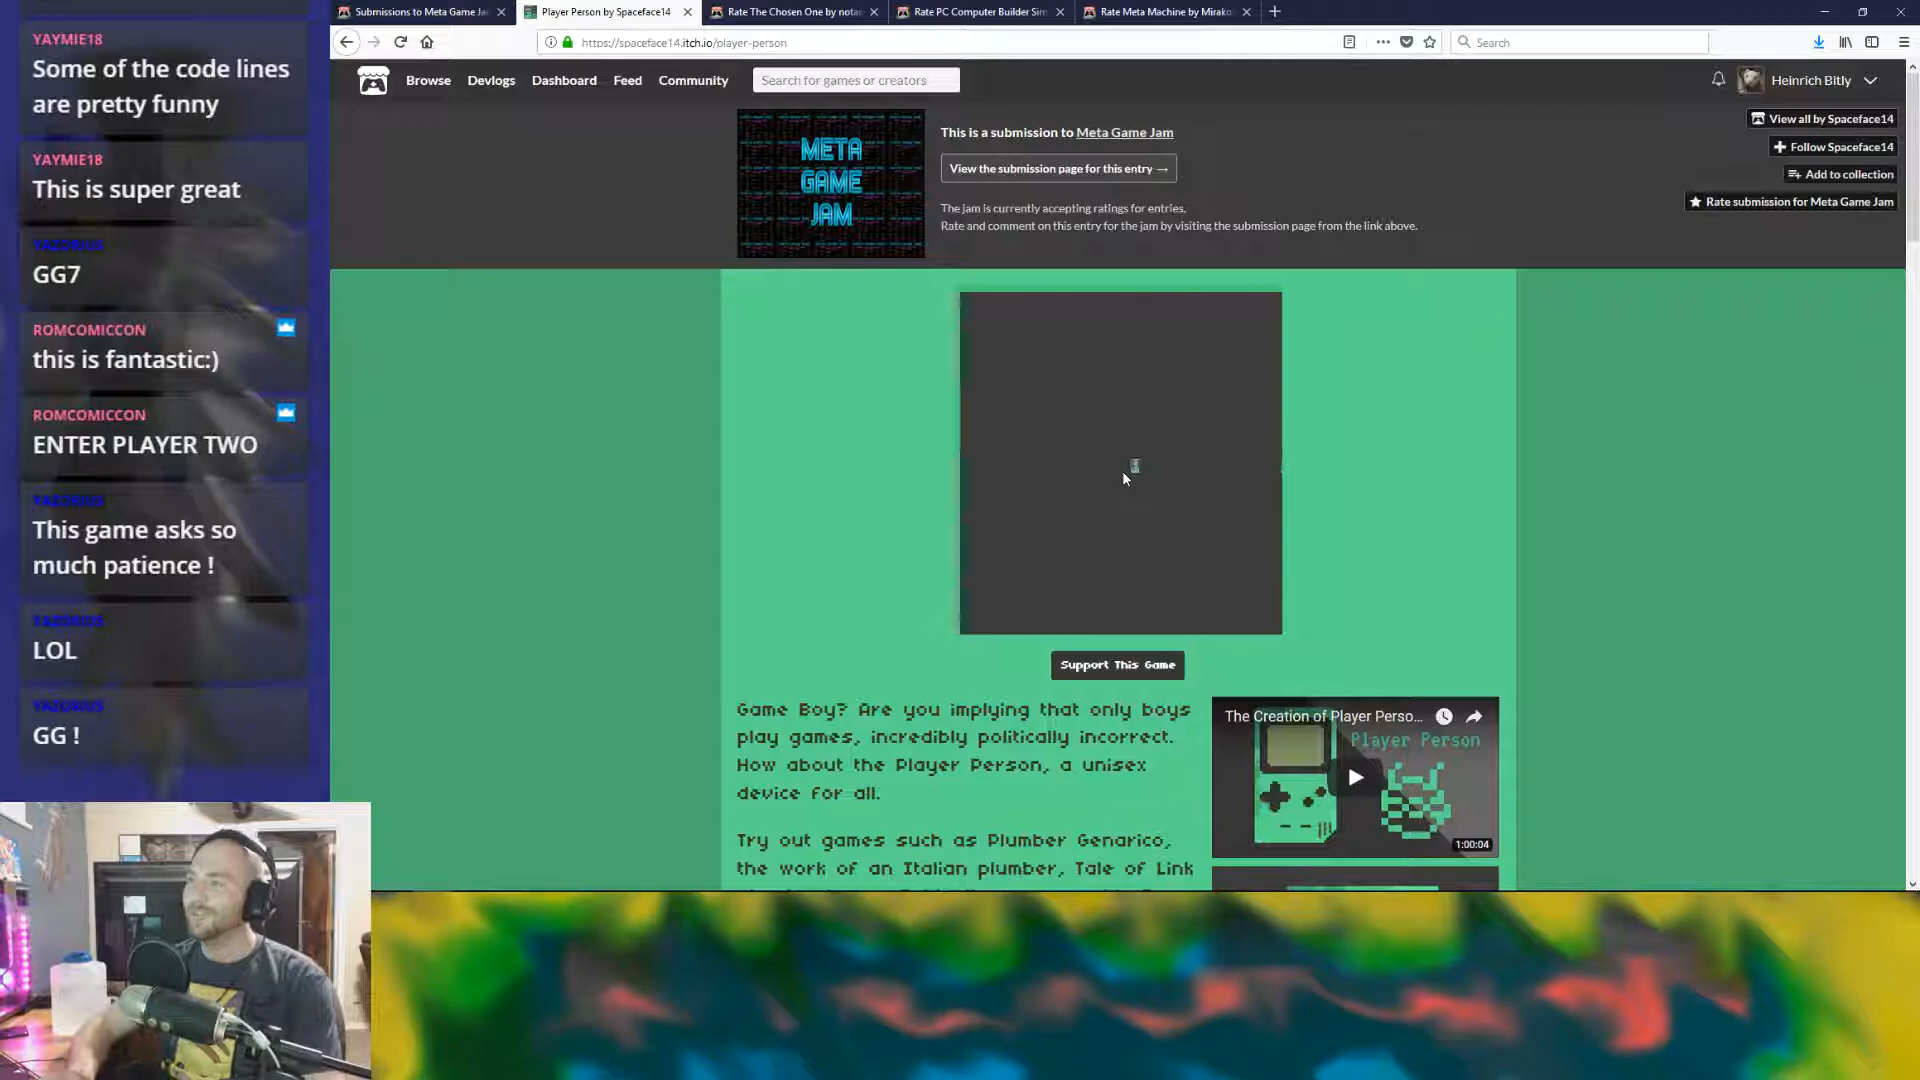 YAYMIE18
Some of the code lines
are pretty funny
YAYMIE18
This is super great
GG7
ROMCOMICCON
this is fantastic:)
ROMCOMICCON
ENTER PLAYER TWO
This game asks so
much patience !
LOL
GG !
Submissions to Meta Game Ja
Player Person by Spaceface14
Rate The Chosen One by nota
Rate PC Computer Builder Sim
Rate Meta Machine by Mirako
https://spaceface14.itch.io/player-person
Search
Browse
Devlogs
Dashboard
Feed
Community
Search for games or creators
Heinrich Bitly
META
GAME
JAM
This is a submission to Meta Game Jam
View the submission page for this entry →
The jam is currently accepting ratings for entries.
Rate and comment on this entry for the jam by visiting the submission page from the link above.
View all by Spaceface14
Follow Spaceface14
Add to collection
Rate submission for Meta Game Jam
Support This Game
Game Boy? Are you implying that only boys
play games, incredibly politically incorrect.
How about the Player Person, a unisex
device for all.
Try out games such as Plumber Genarico,
the work of an Italian plumber, Tale of Link
The Creation of Player Perso...
Player Person
1:00:04